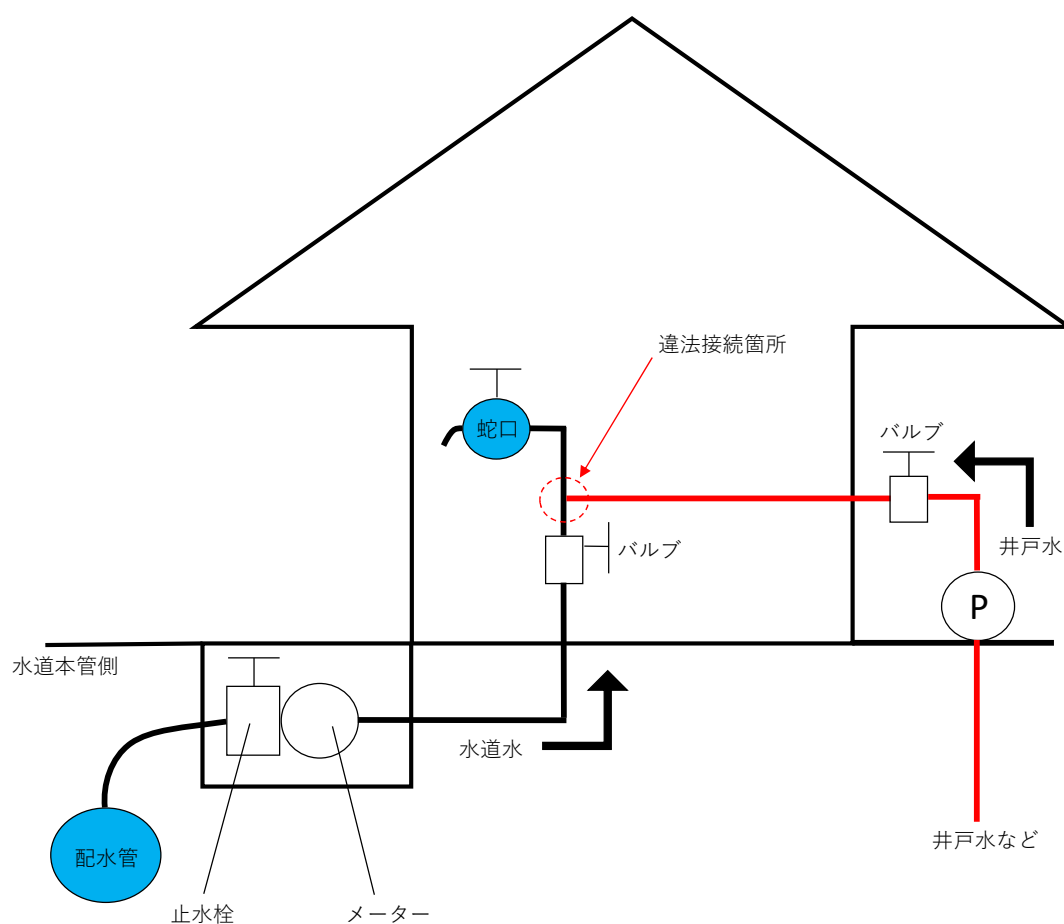 違法接続箇所
蛇口
バルブ
井戸水
バルブ
P
水道本管側
水道水
配水管
井戸水など
止水栓
メーター